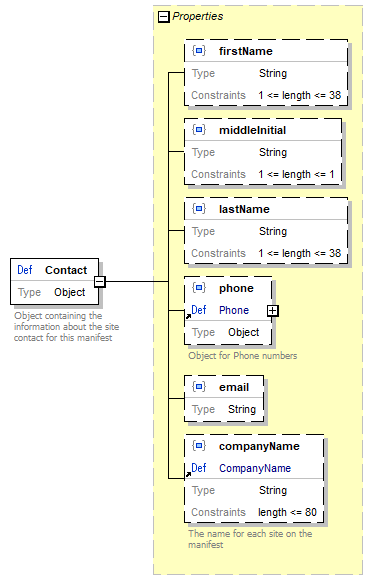 Properties
firstName
Type String
Constraints 1 <= length <= 38
middleInitial
Type String
Constraints 1 <= length <= 1
lastName
Type String
Constraints 1 <= length <= 38
Def Contact
Type Object
Object containing the
information about the site
contact for this manifest
phone
Def Phone
Type Object
Object for Phone numbers
email
Type String
companyName
Def CompanyName
Type String
Constraints length <= 80
The name for each site on the
manifest